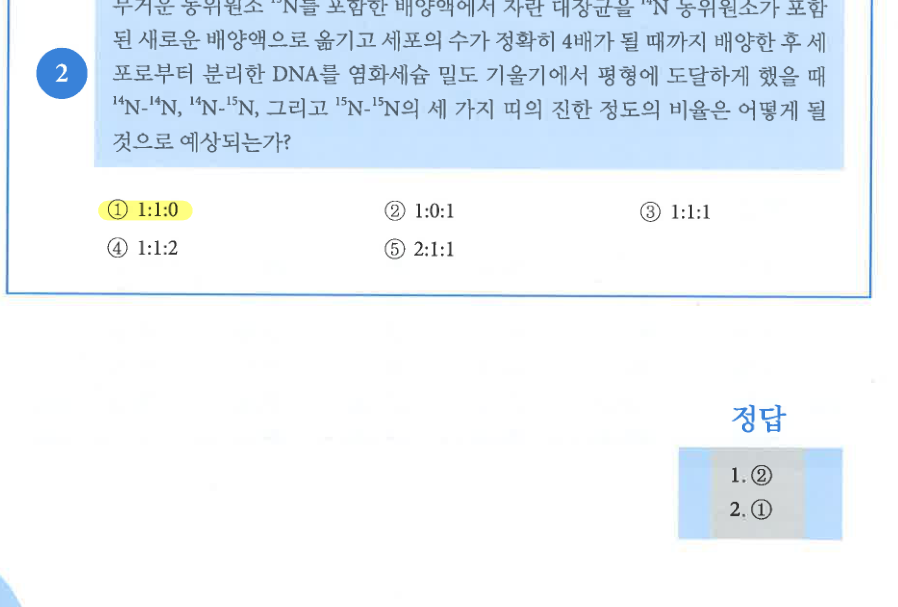 무거운 동위원소 ¹⁵N를 포함한 배양액에서 자란 대장균을 ¹⁴N 동위원소가 포함
된 새로운 배양액으로 옮기고 세포의 수가 정확히 4배가 될 때까지 배양한 후 세
2
포로부터 분리한 DNA를 염화세슘 밀도 기울기에서 평형에 도달하게 했을 때
¹⁴N-¹⁴N, ¹⁴N-¹⁵N, 그리고 ¹⁵N-¹⁵N의 세 가지 띠의 진한 정도의 비율은 어떻게 될
것으로 예상되는가?
① 1:1:0 ② 1:0:1 ③ 1:1:1
④ 1:1:2 ⑤ 2:1:1
정답
1. ②
2. ①